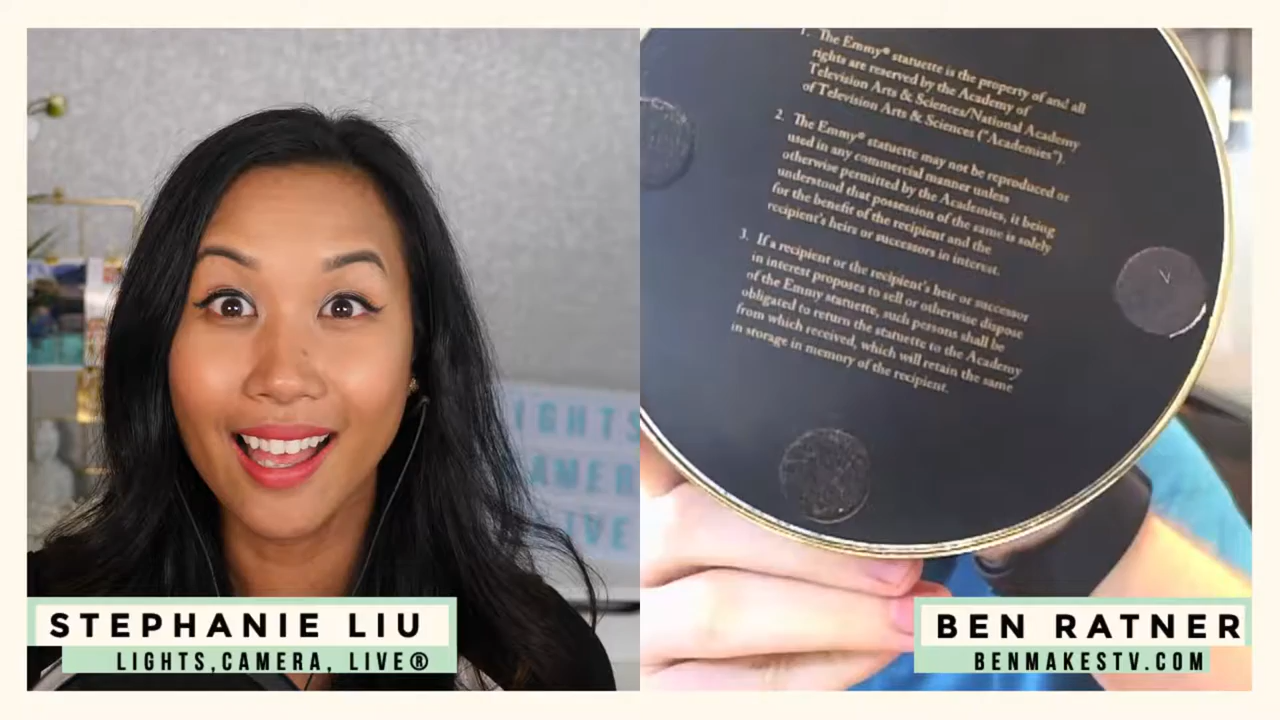 1. The Emmy® statuette is the property of and all
rights are reserved by the Academy of
Television Arts & Sciences/National Academy
of Television Arts & Sciences ("Academies").
2. The Emmy® statuette may not be reproduced or
used in any commercial manner unless
otherwise permitted by the Academies, it being
understood that possession of the same is solely
for the benefit of the recipient and the
recipient's heirs or successors in interest.
3. If a recipient or the recipient's heir or successor
in interest proposes to sell or otherwise dispose
of the Emmy statuette, such persons shall be
obligated to return the statuette to the Academy
from which received, which will retain the same
in storage in memory of the recipient.
IGHTS
AMER
IVE
STEPHANIE LIU
LIGHTS,CAMERA, LIVE®
BEN RATNER
BENMAKESTV.COM